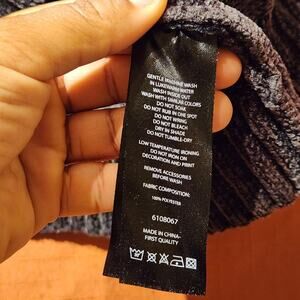 GENTLE MACHINE WASH
IN LUKEWARM WATER
WASH INSIDE OUT
WASH WITH SIMILAR COLORS
DO NOT SOAK
DO NOT RUB IN ONE SPOT
DO NOT WRING
DO NOT BLEACH
DRY IN SHADE
DO NOT TUMBLE-DRY
LOW TEMPERATURE IRONING
DO NOT IRON ON
DECORATION AND PRINT
REMOVE ACCESSORIES
BEFORE WASH
FABRIC COMPOSITION:
100% POLYESTER
6108067
MADE IN CHINA-
FIRST QUALITY